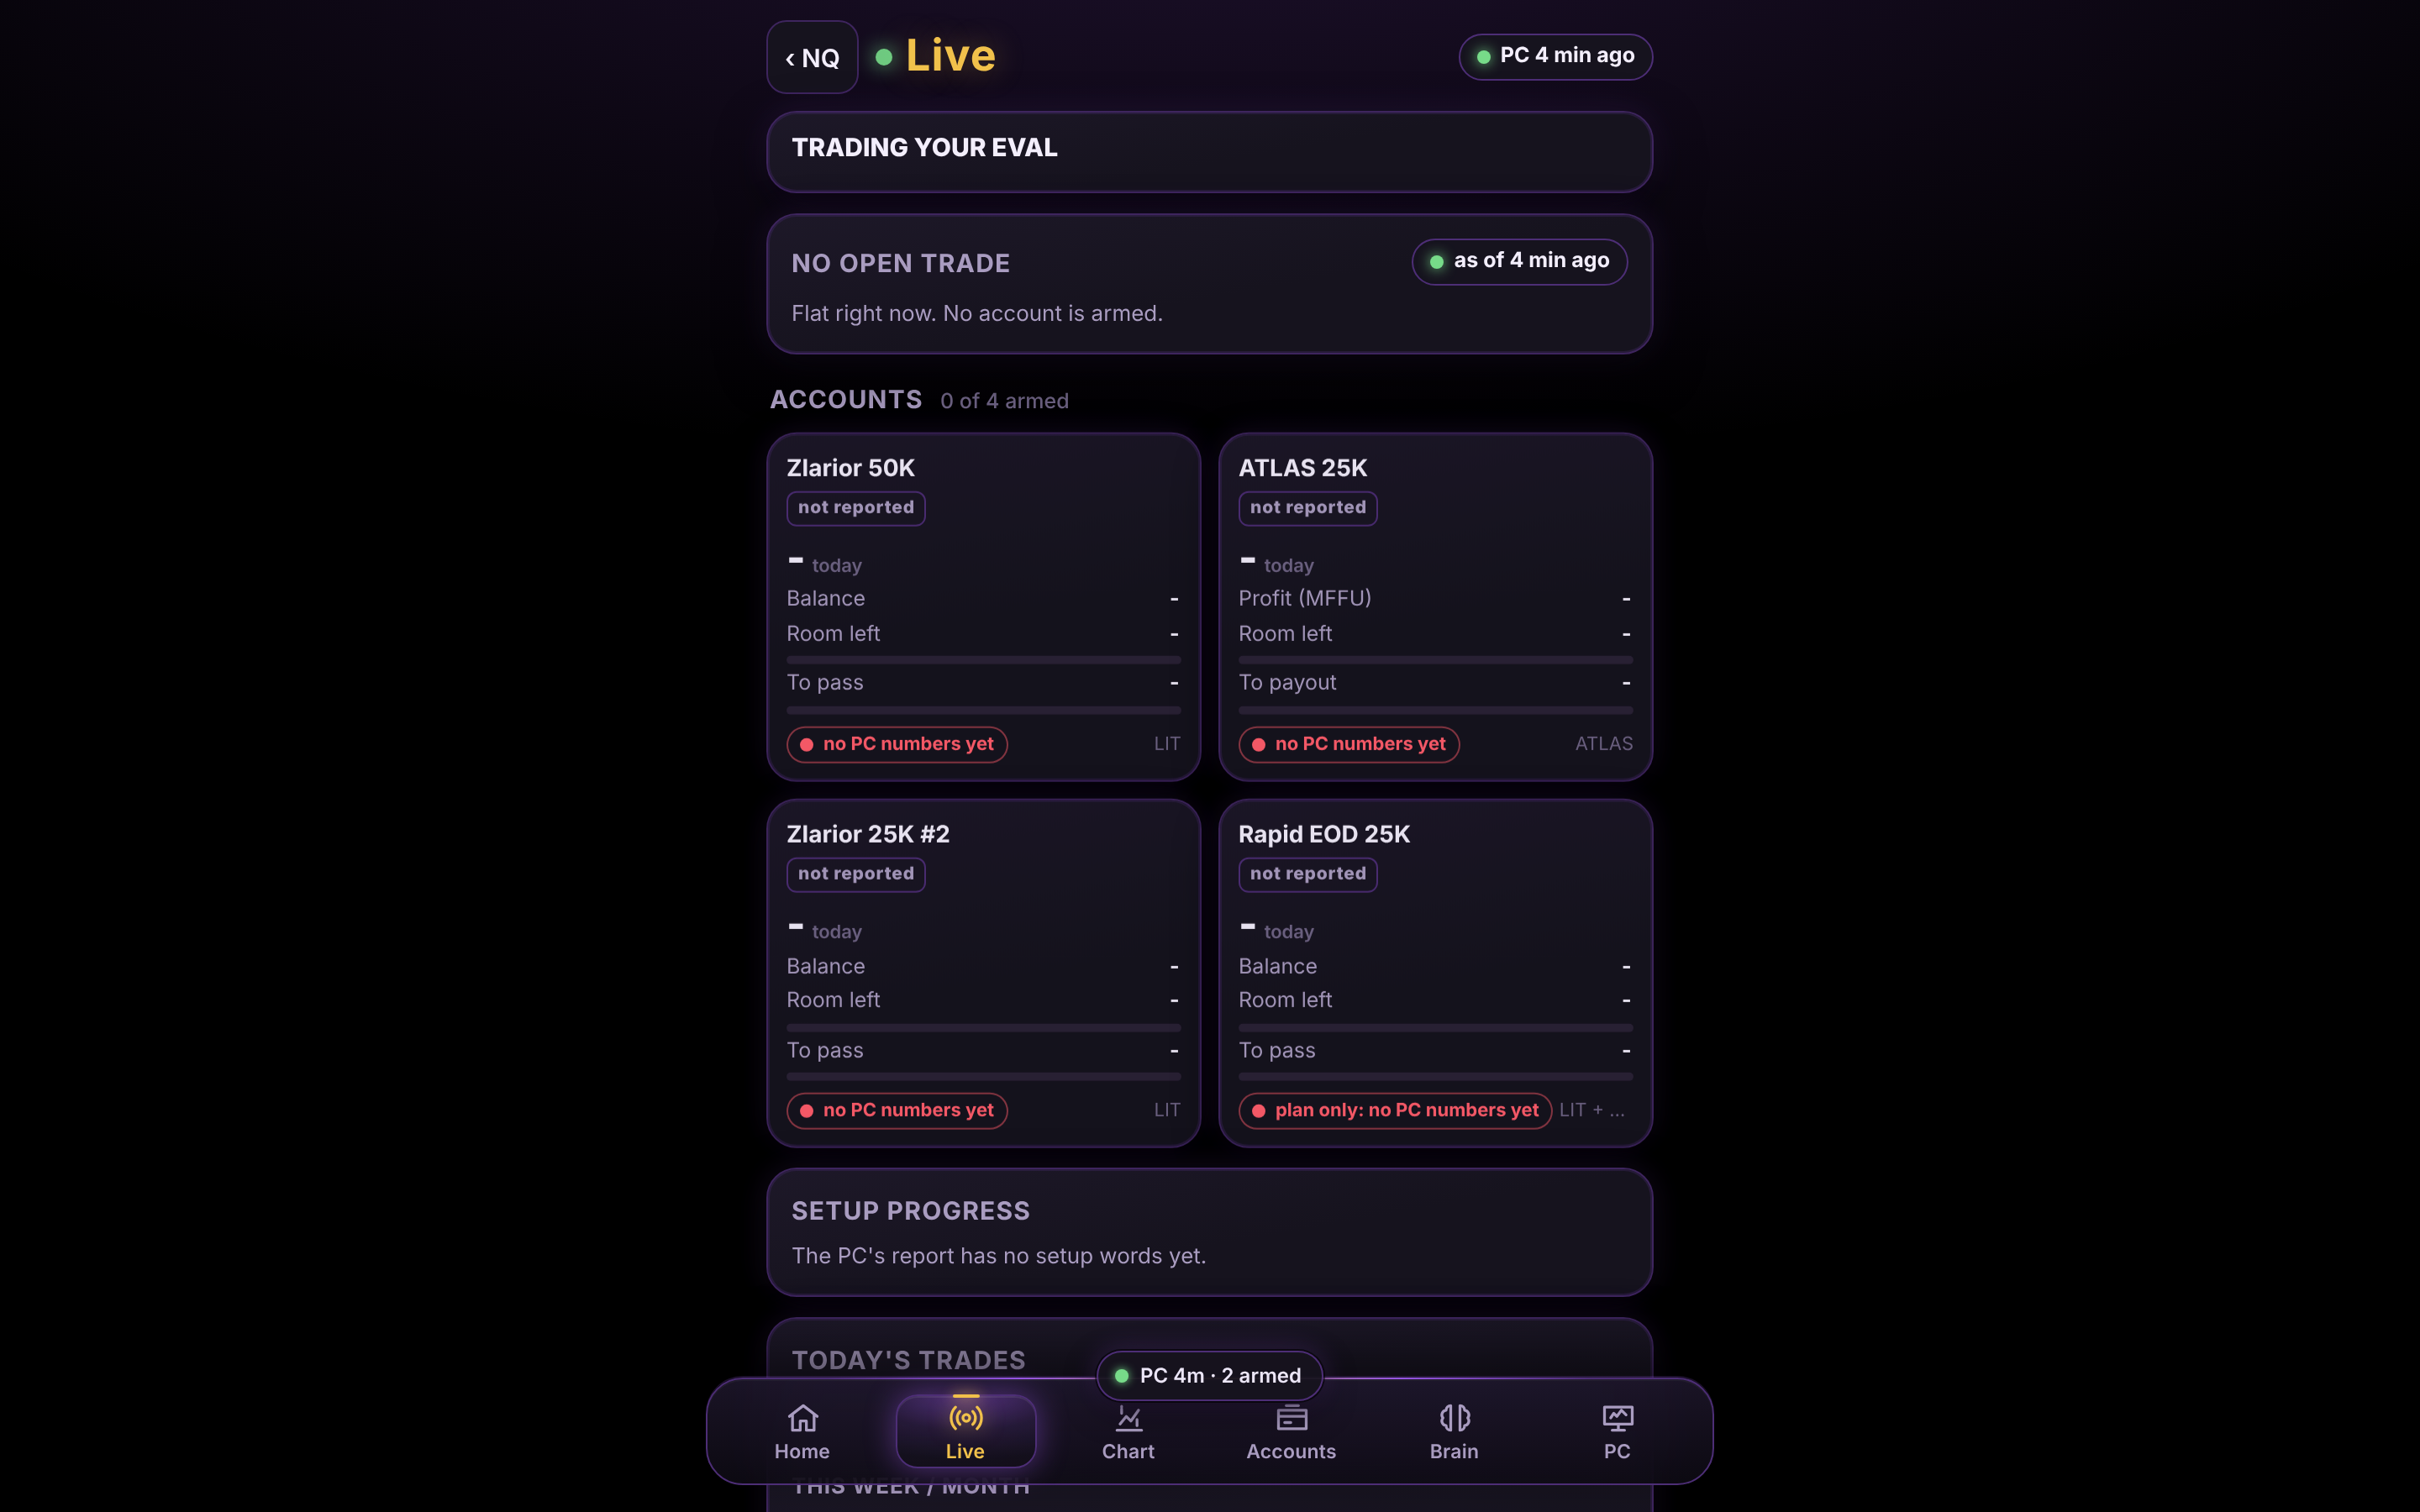 ‹ NQ
Live
PC 4 min ago
TRADING YOUR EVAL
NO OPEN TRADE
as of 4 min ago
Flat right now. No account is armed.
ACCOUNTS 0 of 4 armed
Zlarior 50K
not reported
- today
Balance -
Room left -
To pass -
no PC numbers yet LIT
ATLAS 25K
not reported
- today
Profit (MFFU) -
Room left -
To payout -
no PC numbers yet ATLAS
Zlarior 25K #2
not reported
- today
Balance -
Room left -
To pass -
no PC numbers yet LIT
Rapid EOD 25K
not reported
- today
Balance -
Room left -
To pass -
plan only: no PC numbers yet LIT + ...
SETUP PROGRESS
The PC's report has no setup words yet.
TODAY'S TRADES
PC 4m · 2 armed
Home
Live
Chart
Accounts
Brain
PC
THIS WEEK / MONTH